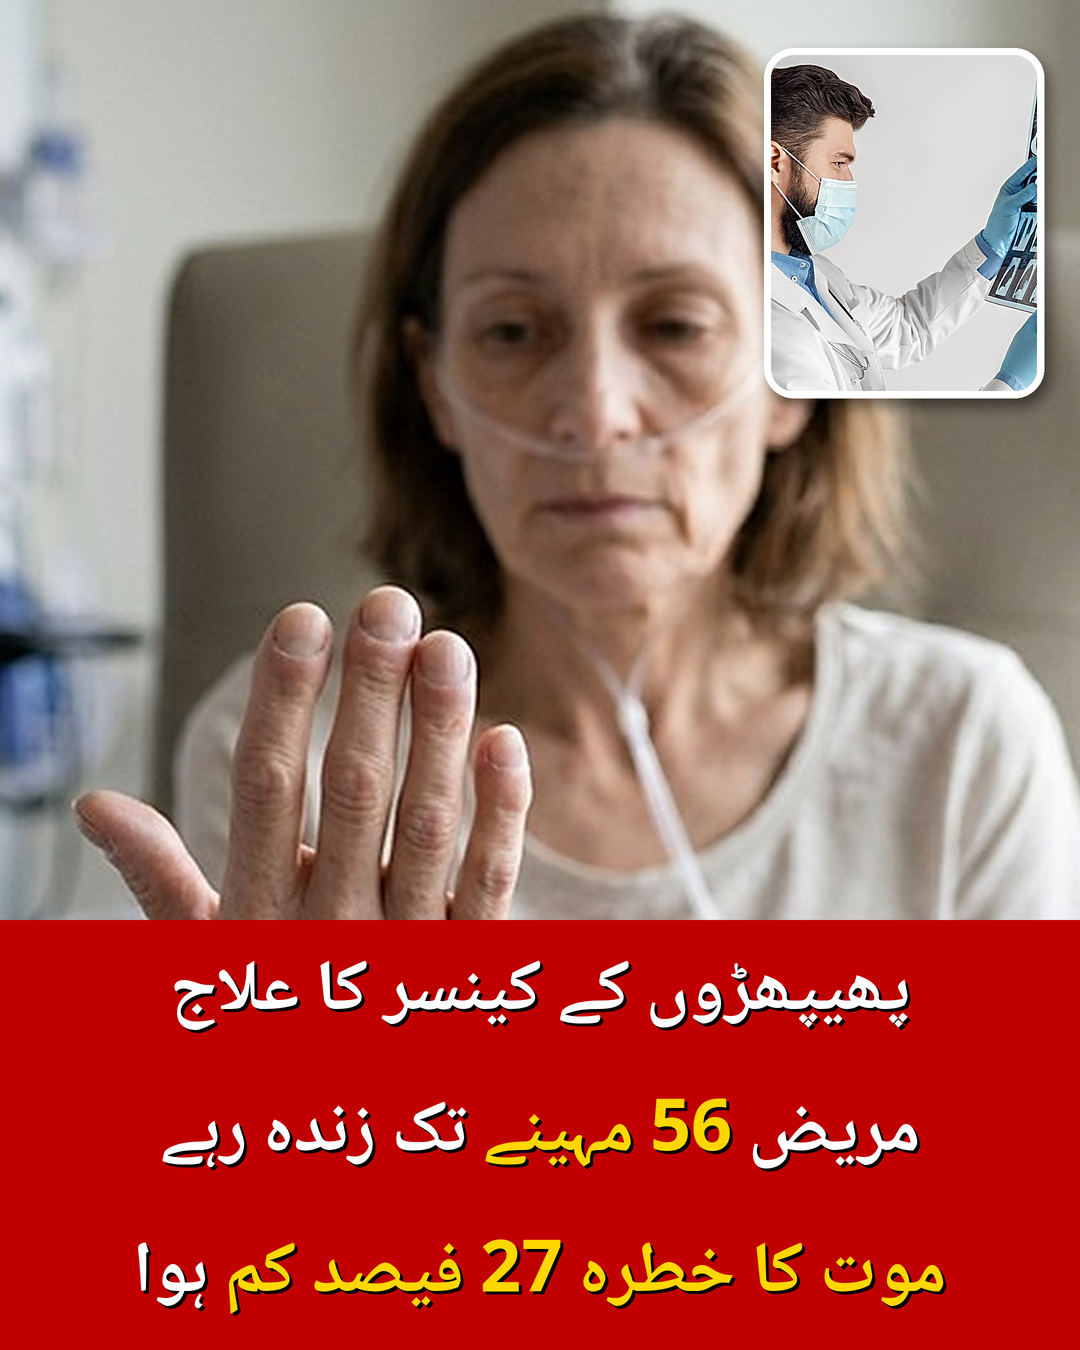 پھیپھڑوں کے کینسر کا علاج
مریض 56 مہینے تک زندہ رہے
موت کا خطرہ 27 فیصد کم ہوا